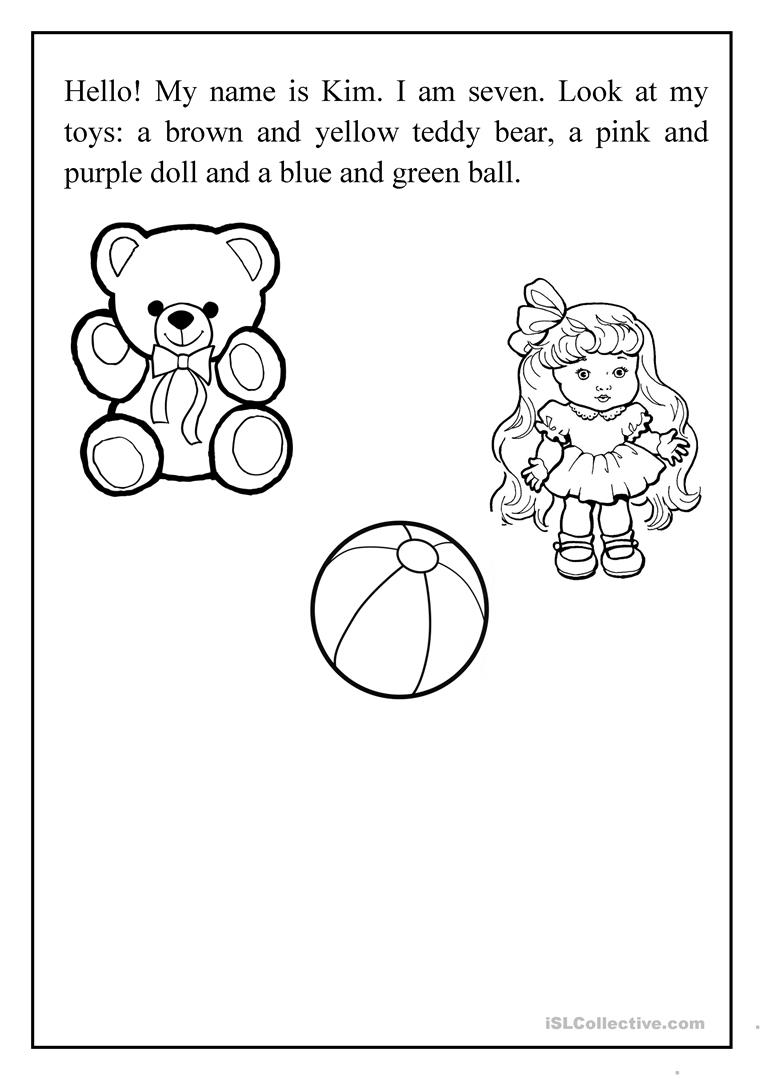 Hello! My name is Kim. I am seven. Look at my
toys: a brown and yellow teddy bear, a pink and
purple doll and a blue and green ball.
iSLCollective.com